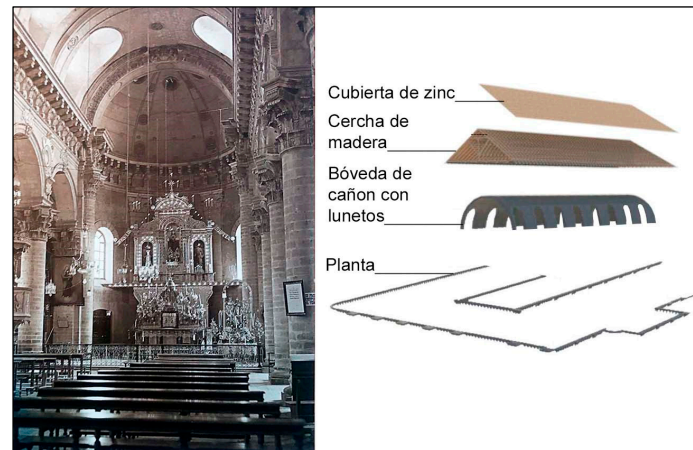 Cubierta de zinc
Cercha de
madera
Bóveda de
cañon con
lunetos
Planta